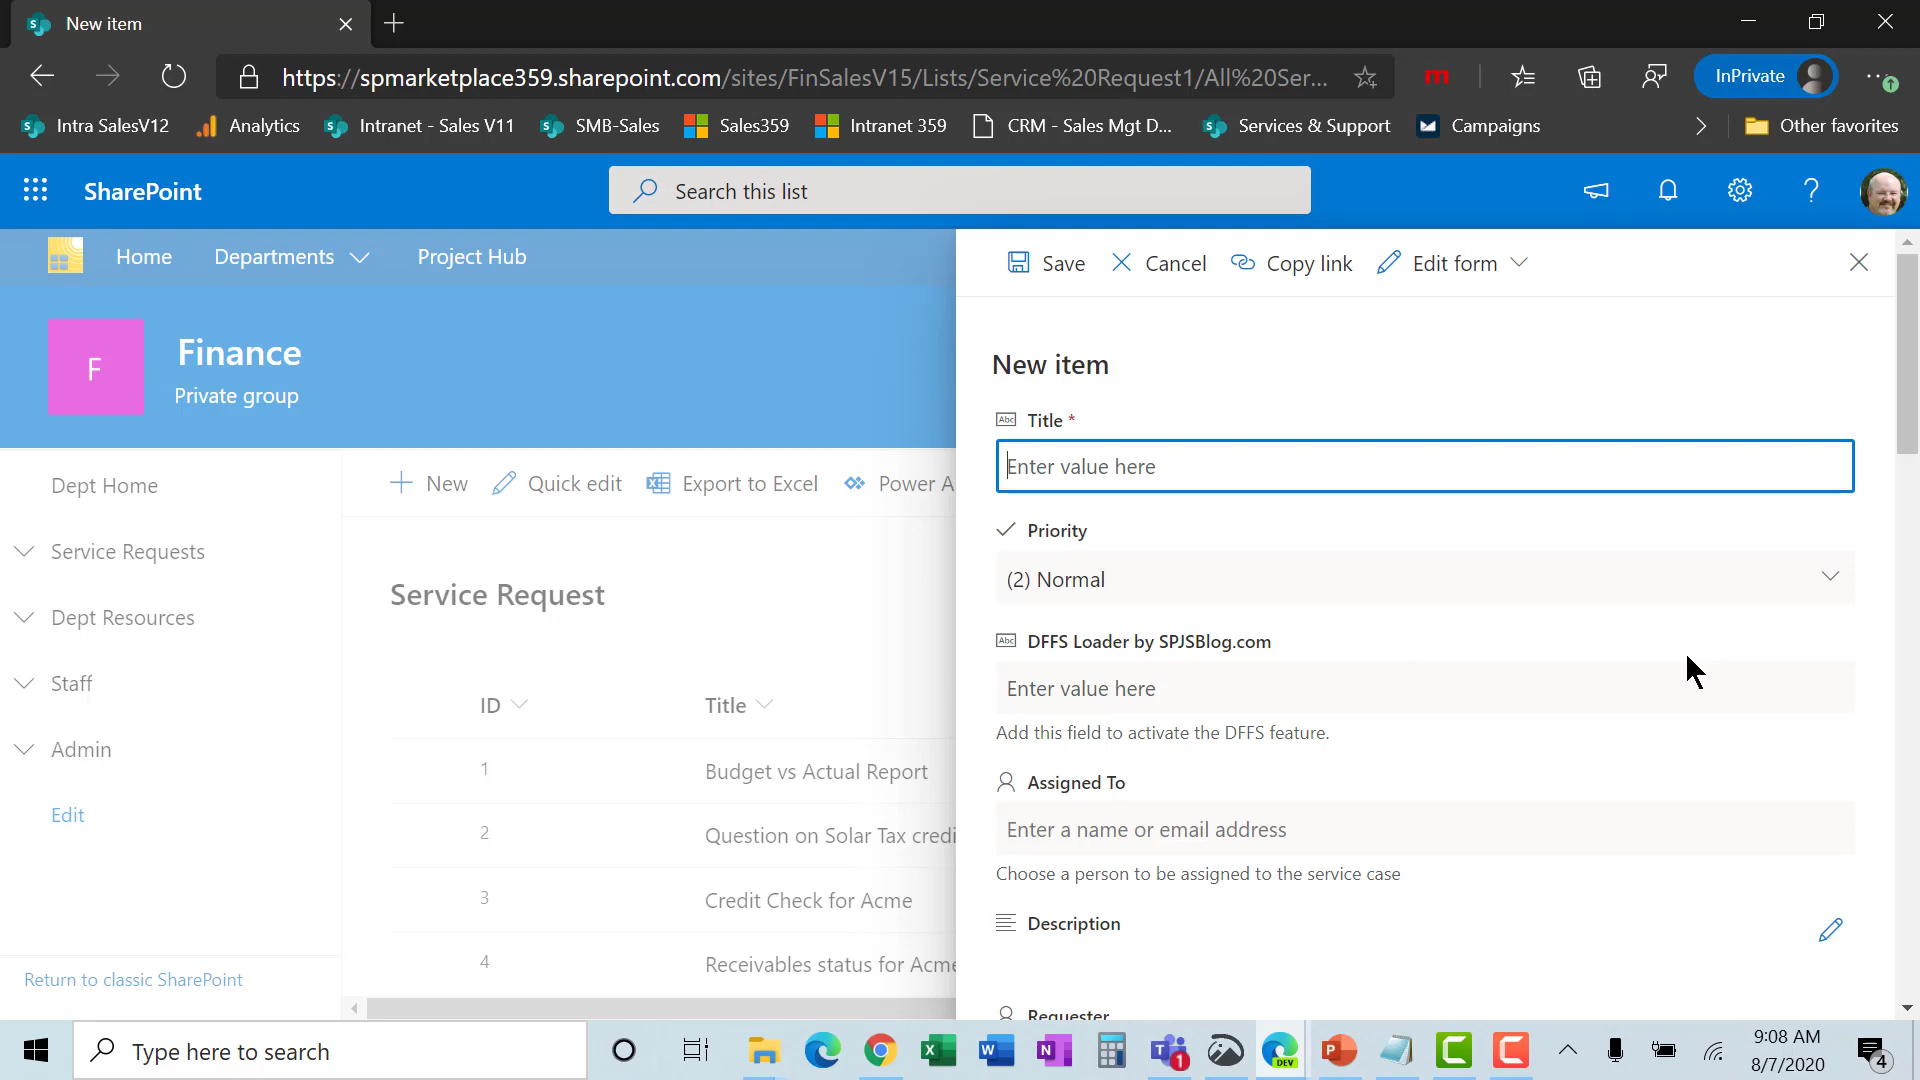 New item
https://spmarketplace359.sharepoint.com/sites/FinSalesV15/Lists/Service%20Request1/All%20Ser...
InPrivate
Intra SalesV12
Analytics
Intranet - Sales V11
SMB-Sales
Sales359
Intranet 359
CRM - Sales Mgt D...
Services & Support
Campaigns
Other favorites
SharePoint
Search this list
Home
Departments
Project Hub
F
Finance
Private group
Dept Home
Service Requests
Dept Resources
Staff
Admin
Edit
Return to classic SharePoint
New
Quick edit
Export to Excel
Power A
Service Request
ID
Title
1
Budget vs Actual Report
2
Question on Solar Tax credi
3
Credit Check for Acme
4
Receivables status for Acme
Save
Cancel
Copy link
Edit form
New item
Abc Title *
Enter value here
Priority
(2) Normal
Abc DFFS Loader by SPJSBlog.com
Enter value here
Add this field to activate the DFFS feature.
Assigned To
Enter a name or email address
Choose a person to be assigned to the service case
Description
Requester
Type here to search
1
DEV
9:08 AM
8/7/2020
4